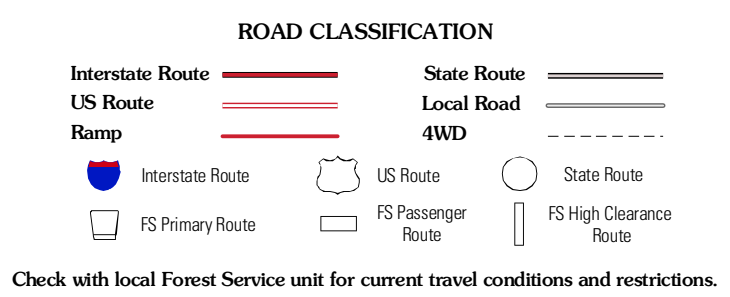 ROAD CLASSIFICATION
Interstate Route
State Route
US Route
Local Road
Ramp
4WD
Interstate Route
US Route
State Route
FS Primary Route
FS Passenger
Route
FS High Clearance
Route
Check with local Forest Service unit for current travel conditions and restrictions.